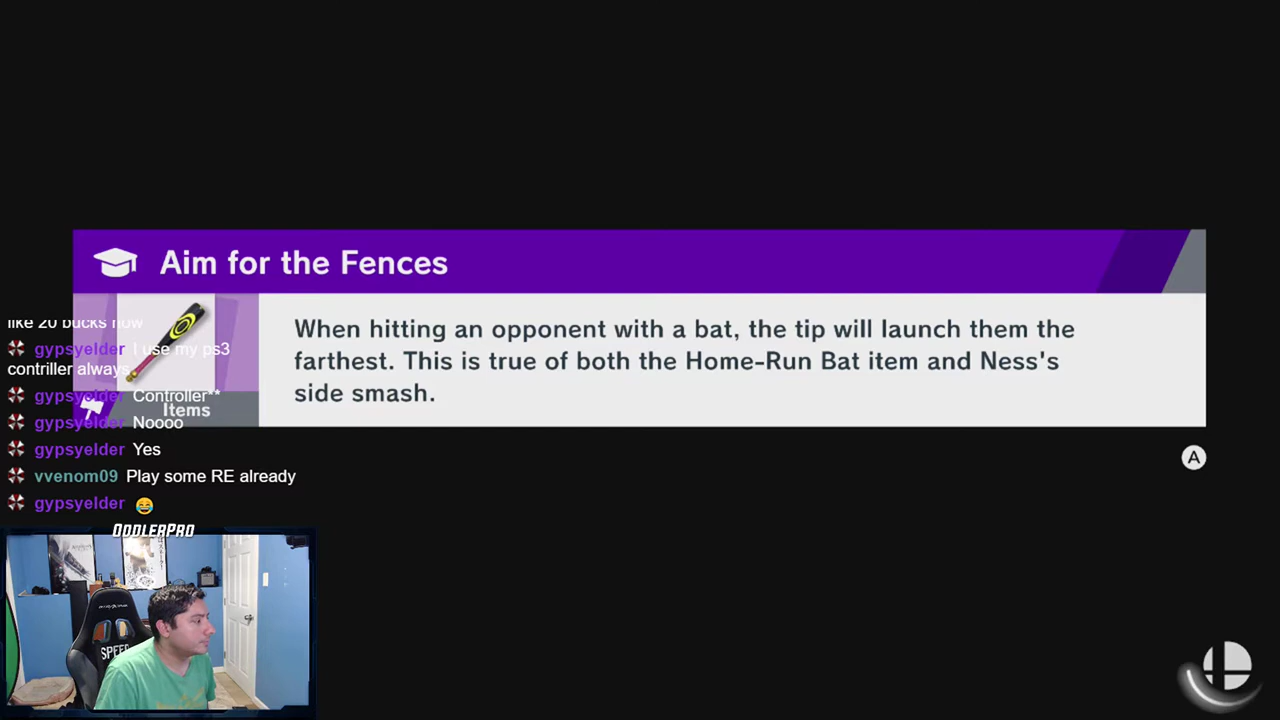 Aim for the Fences
When hitting an opponent with a bat, the tip will launch them the
farthest. This is true of both the Home-Run Bat item and Ness's
side smash.
Items
A
like 20 bucks now
gypsyelder I use my ps3
contriller always
gypsyelder Controller**
gypsyelder Noooo
gypsyelder Yes
vvenom09 Play some RE already
gypsyelder 😂
ODDLERPRO
SPEED